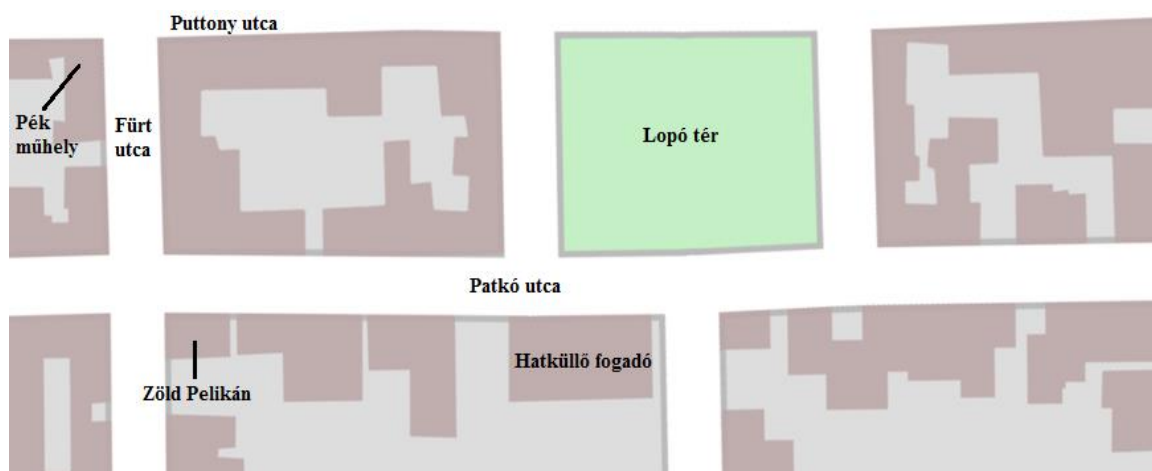 Puttony utca
Pék
műhely
Fürt
utca
Lopó tér
Patkó utca
Hatküllő fogadó
Zöld Pelikán